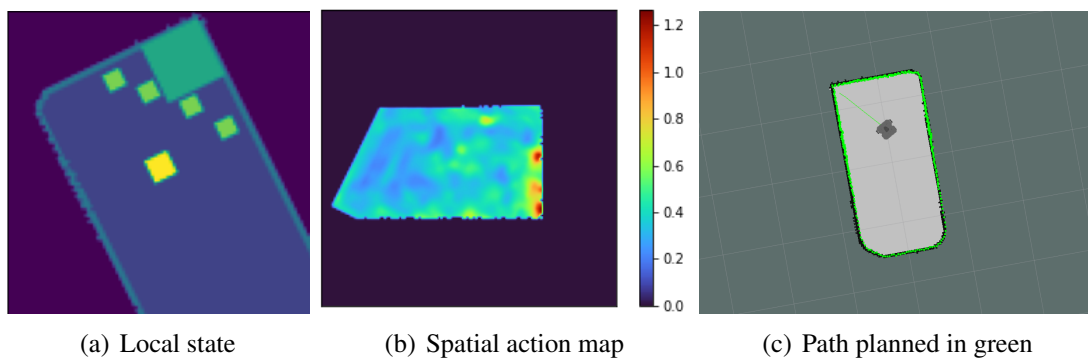 1.2
1.0
0.8
0.6
0.4
0.2
0.0
(a) Local state
(b) Spatial action map
(c) Path planned in green